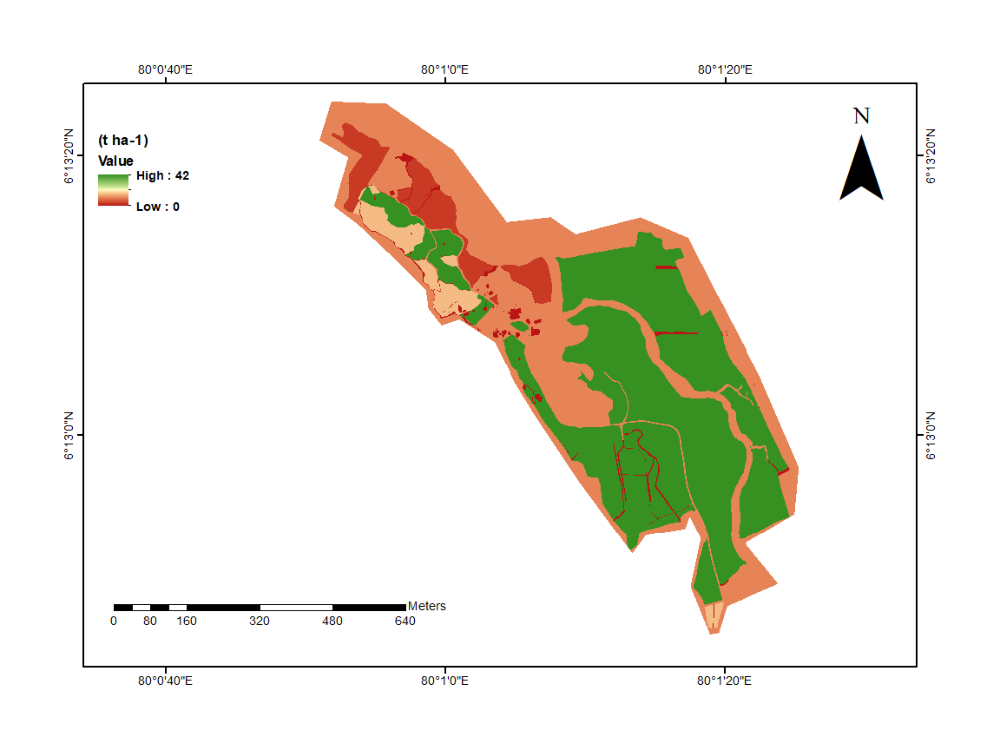 80°0'40"E 80°1'0"E 80°1'20"E
N
(t ha-1)
Value
High : 42
Low : 0
6°13'20"N 6°13'20"N
6°13'0"N 6°13'0"N
Meters
0 80 160 320 480 640
80°0'40"E 80°1'0"E 80°1'20"E